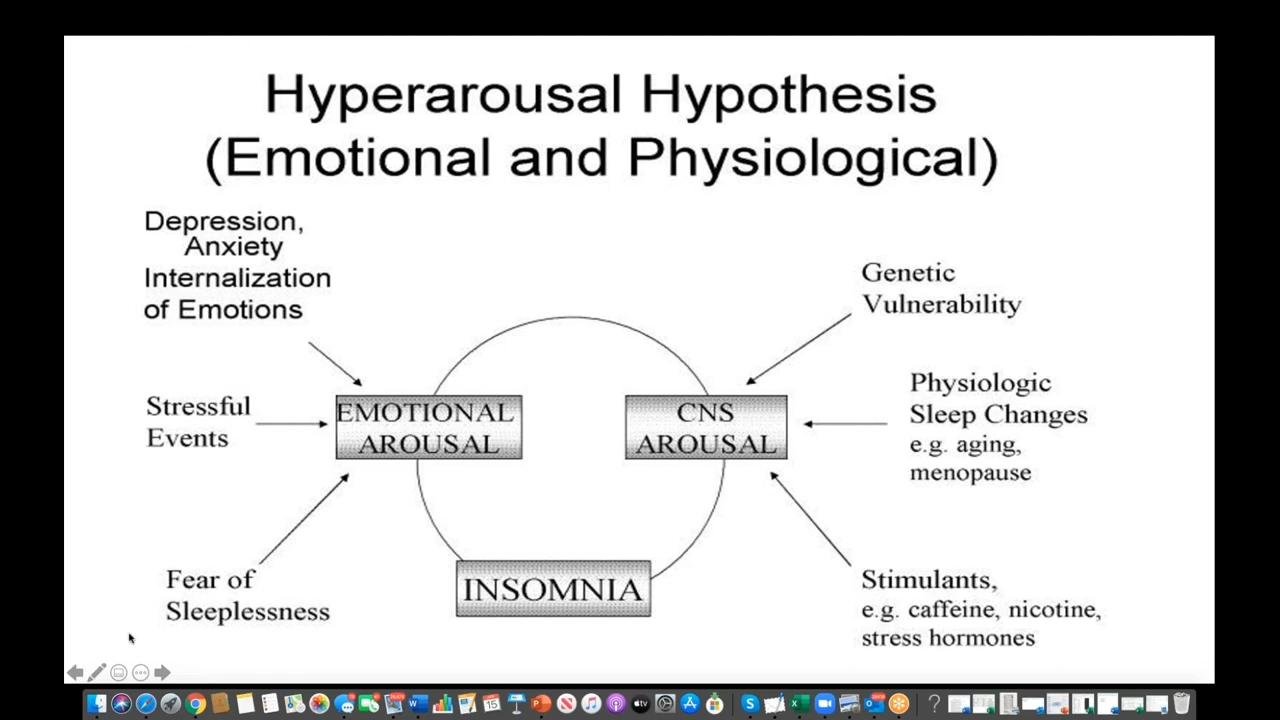 Hyperarousal Hypothesis
(Emotional and Physiological)
Depression,
Anxiety
Internalization
of Emotions
Genetic
Vulnerability
Stressful
Events
EMOTIONAL
AROUSAL
CNS
AROUSAL
Physiologic
Sleep Changes
e.g. aging,
menopause
Fear of
Sleeplessness
INSOMNIA
Stimulants,
e.g. caffeine, nicotine,
stress hormones